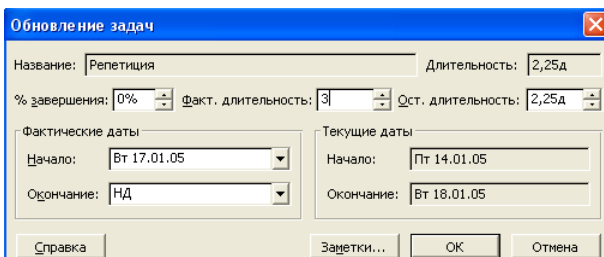 Обновление задач
Название: Репетиция Длительность: 2,25д
% завершения: 0% Факт. длительность: 3 Ост. длительность: 2,25д
Фактические даты Текущие даты
Начало: Вт 17.01.05 Начало: Пт 14.01.05
Окончание: НД Окончание: Вт 18.01.05
Справка Заметки... ОК Отмена